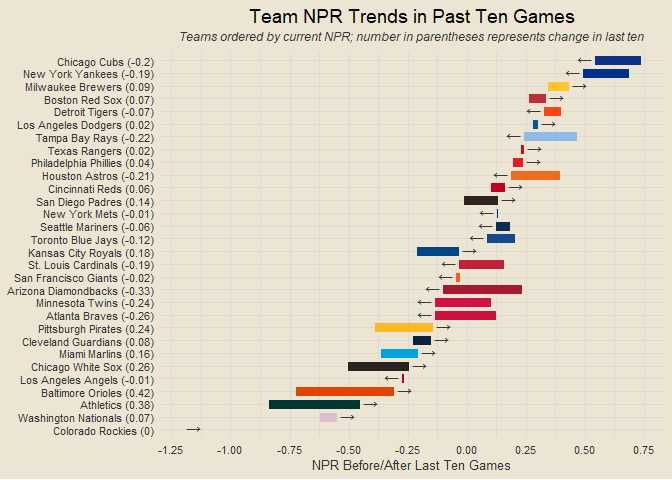 Team NPR Trends in Past Ten Games
Teams ordered by current NPR; number in parentheses represents change in last ten
Chicago Cubs (-0.2)
New York Yankees (-0.19)
Milwaukee Brewers (0.09)
Boston Red Sox (0.07)
Detroit Tigers (-0.07)
Los Angeles Dodgers (0.02)
Tampa Bay Rays (-0.22)
Texas Rangers (0.02)
Philadelphia Phillies (0.04)
Houston Astros (-0.21)
Cincinnati Reds (0.06)
San Diego Padres (0.14)
New York Mets (-0.01)
Seattle Mariners (-0.06)
Toronto Blue Jays (-0.12)
Kansas City Royals (0.18)
St. Louis Cardinals (-0.19)
San Francisco Giants (-0.02)
Arizona Diamondbacks (-0.33)
Minnesota Twins (-0.24)
Atlanta Braves (-0.26)
Pittsburgh Pirates (0.24)
Cleveland Guardians (0.08)
Miami Marlins (0.16)
Chicago White Sox (0.26)
Los Angeles Angels (-0.01)
Baltimore Orioles (0.42)
Athletics (0.38)
Washington Nationals (0.07)
Colorado Rockies (0)
-1.25 -1.00 -0.75 -0.50 -0.25 0.00 0.25 0.50 0.75
NPR Before/After Last Ten Games